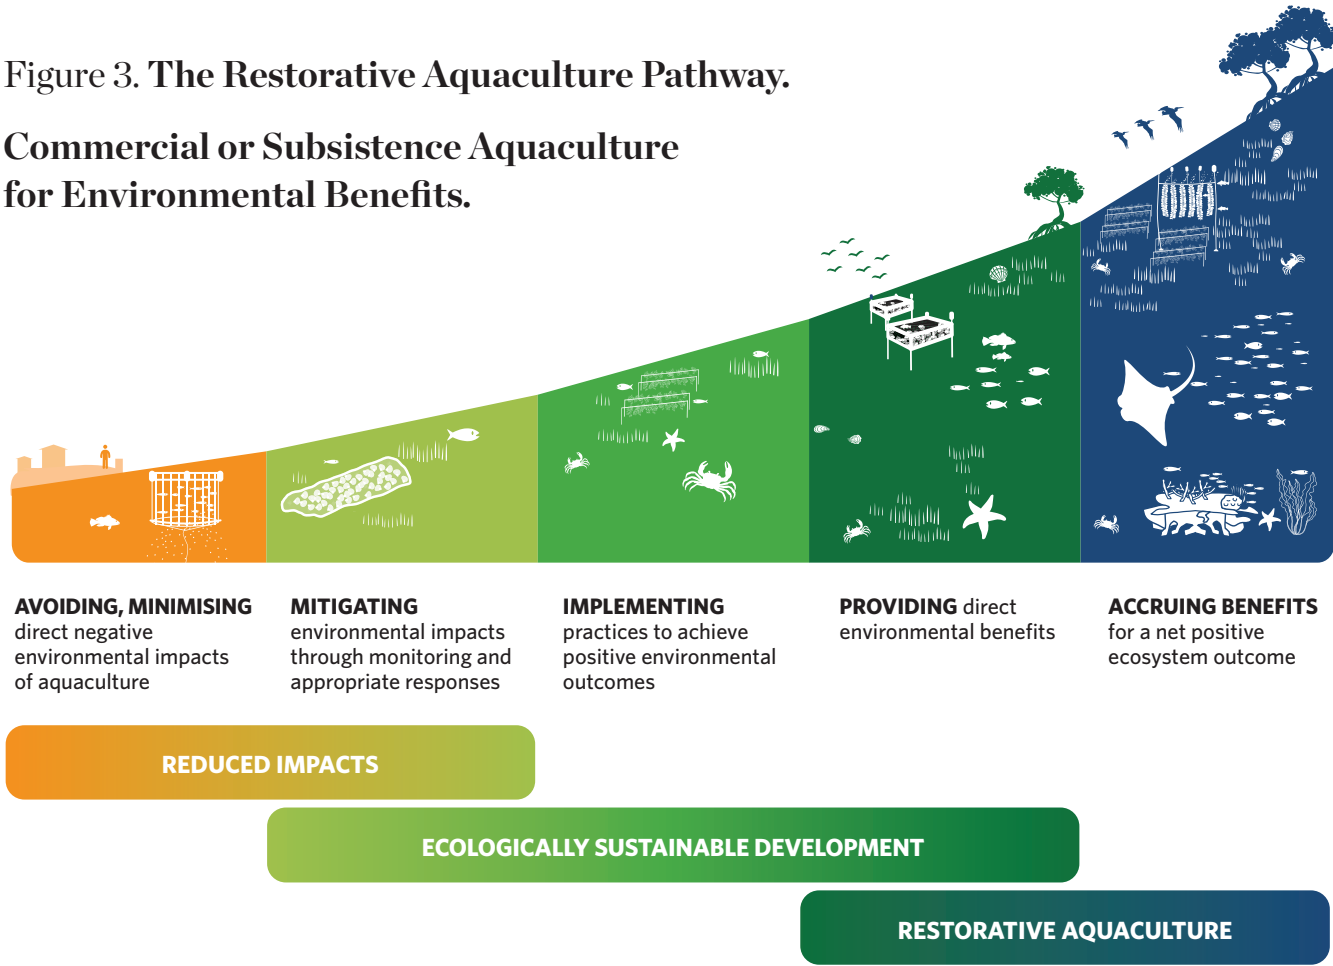 Figure 3. The Restorative Aquaculture Pathway.
Commercial or Subsistence Aquaculture
for Environmental Benefits.
AVOIDING, MINIMISING
direct negative
environmental impacts
of aquaculture
MITIGATING
environmental impacts
through monitoring and
appropriate responses
IMPLEMENTING
practices to achieve
positive environmental
outcomes
PROVIDING direct
environmental benefits
ACCRUING BENEFITS
for a net positive
ecosystem outcome
REDUCED IMPACTS
ECOLOGICALLY SUSTAINABLE DEVELOPMENT
RESTORATIVE AQUACULTURE